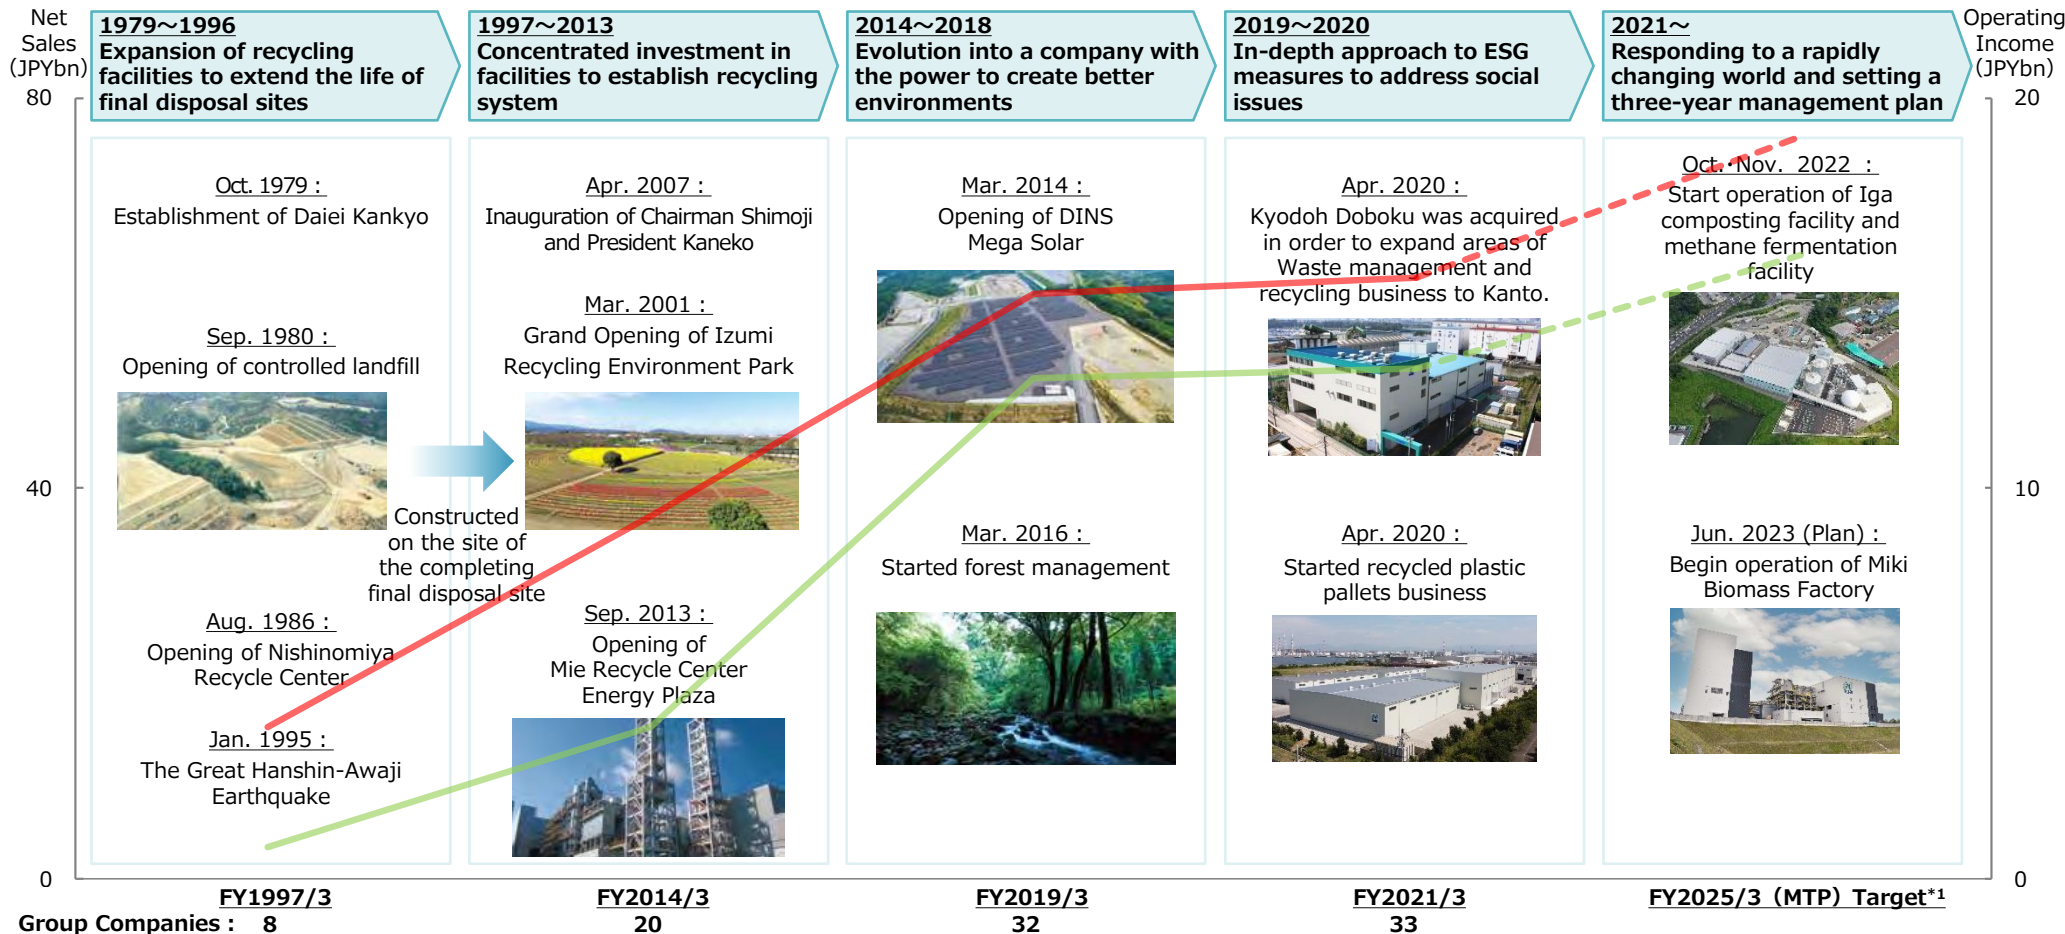 Net
Sales
(JPYbn)
1979～1996
Expansion of recycling
facilities to extend the life of
final disposal sites
1997～2013
Concentrated investment in
facilities to establish recycling
system
2014～2018
Evolution into a company with
the power to create better
environments
2019～2020
In-depth approach to ESG
measures to address social
issues
2021～
Responding to a rapidly
changing world and setting a
three-year management plan
Operating
Income
(JPYbn)
80
40
0
20
10
0
Oct. 1979 :
Establishment of Daiei Kankyo
Sep. 1980 :
Opening of controlled landfill
Aug. 1986 :
Opening of Nishinomiya
Recycle Center
Jan. 1995 :
The Great Hanshin-Awaji
Earthquake
Constructed
on the site of
the completing
final disposal site
Apr. 2007 :
Inauguration of Chairman Shimoji
and President Kaneko
Mar. 2001 :
Grand Opening of Izumi
Recycling Environment Park
Sep. 2013 :
Opening of
Mie Recycle Center
Energy Plaza
Mar. 2014 :
Opening of DINS
Mega Solar
Mar. 2016 :
Started forest management
Apr. 2020 :
Kyodoh Doboku was acquired
in order to expand areas of
Waste management and
recycling business to Kanto.
Apr. 2020 :
Started recycled plastic
pallets business
Oct.・Nov. 2022 :
Start operation of Iga
composting facility and
methane fermentation
facility
Jun. 2023 (Plan) :
Begin operation of Miki
Biomass Factory
FY1997/3
FY2014/3
FY2019/3
FY2021/3
FY2025/3（MTP）Target*1
Group Companies : 8
20
32
33